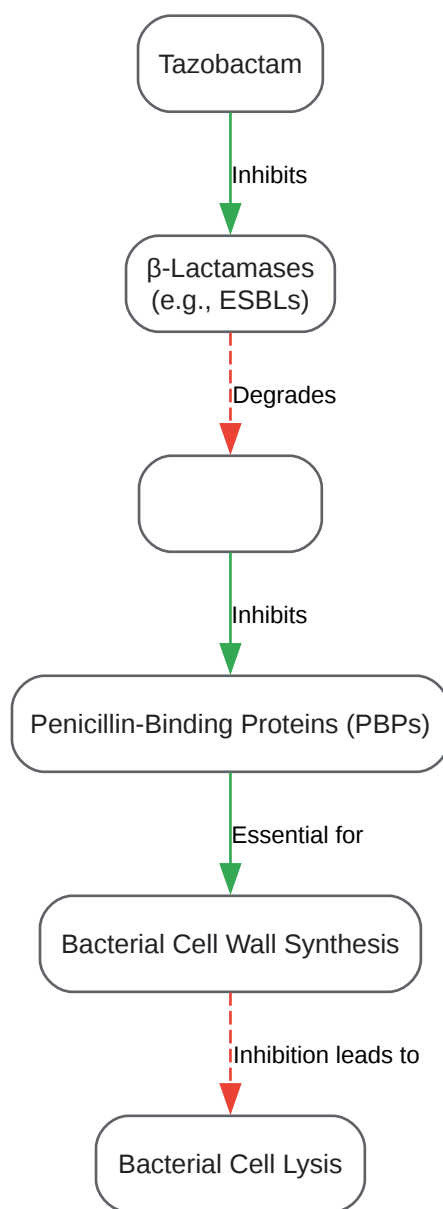 Tazobactam
Inhibits
β-Lactamases
(e.g., ESBLs)
Degrades
Inhibits
Penicillin-Binding Proteins (PBPs)
Essential for
Bacterial Cell Wall Synthesis
Inhibition leads to
Bacterial Cell Lysis